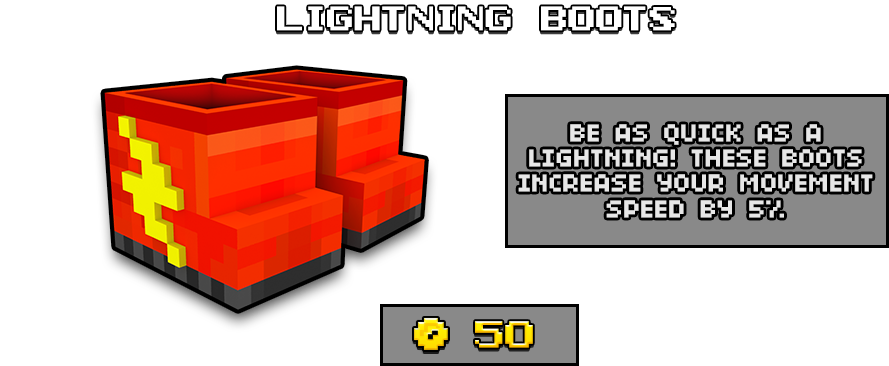 LIGHTNING BOOTS
BE AS QUICK AS A
LIGHTNING! THESE BOOTS
INCREASE YOUR MOVEMENT
SPEED BY 5%
50